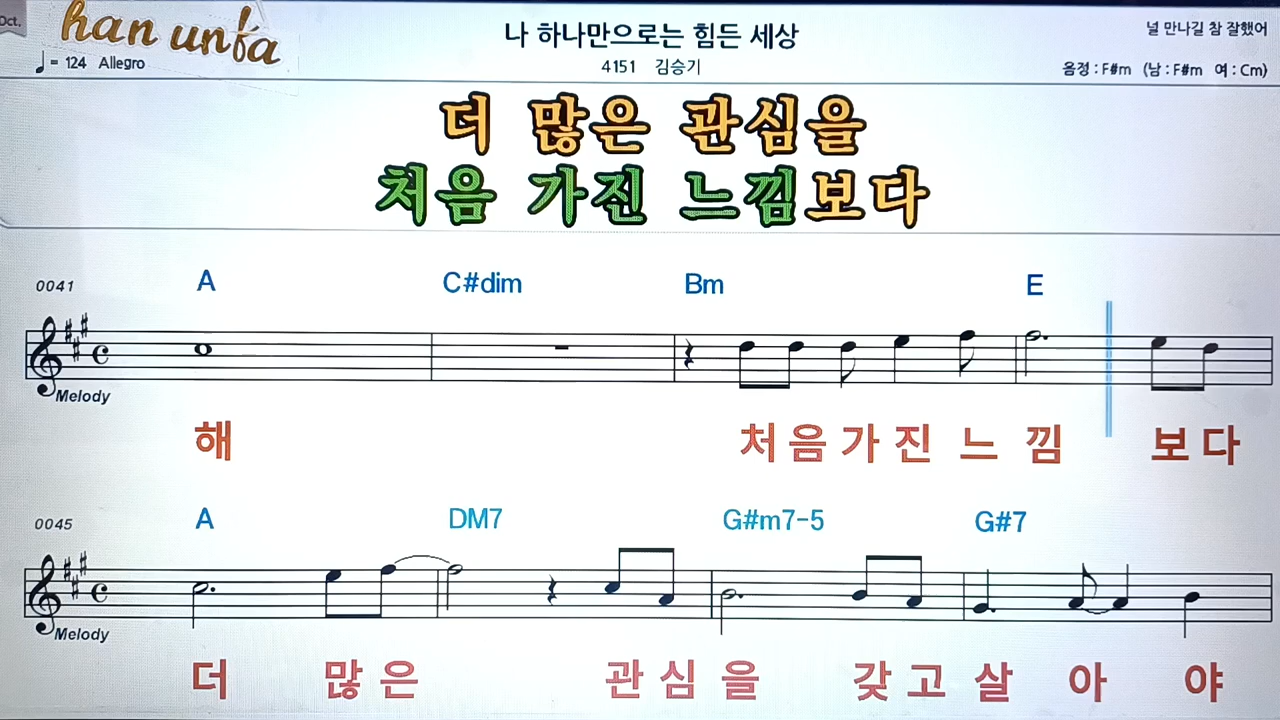 Oct.
han unfa
나 하나만으로는 힘든 세상
널 만나길 참 잘했어
♩= 124 Allegro
4151 김승기
음정 : F#m (남 : F#m 여 : Cm)
더 많은 관심을
처음 가진 느낌보다
0041 A C#dim Bm E
Melody
해 처음가진 느낌 보다
0045 A DM7 G#m7-5 G#7
Melody
더 많은 관심을 갖고살아야